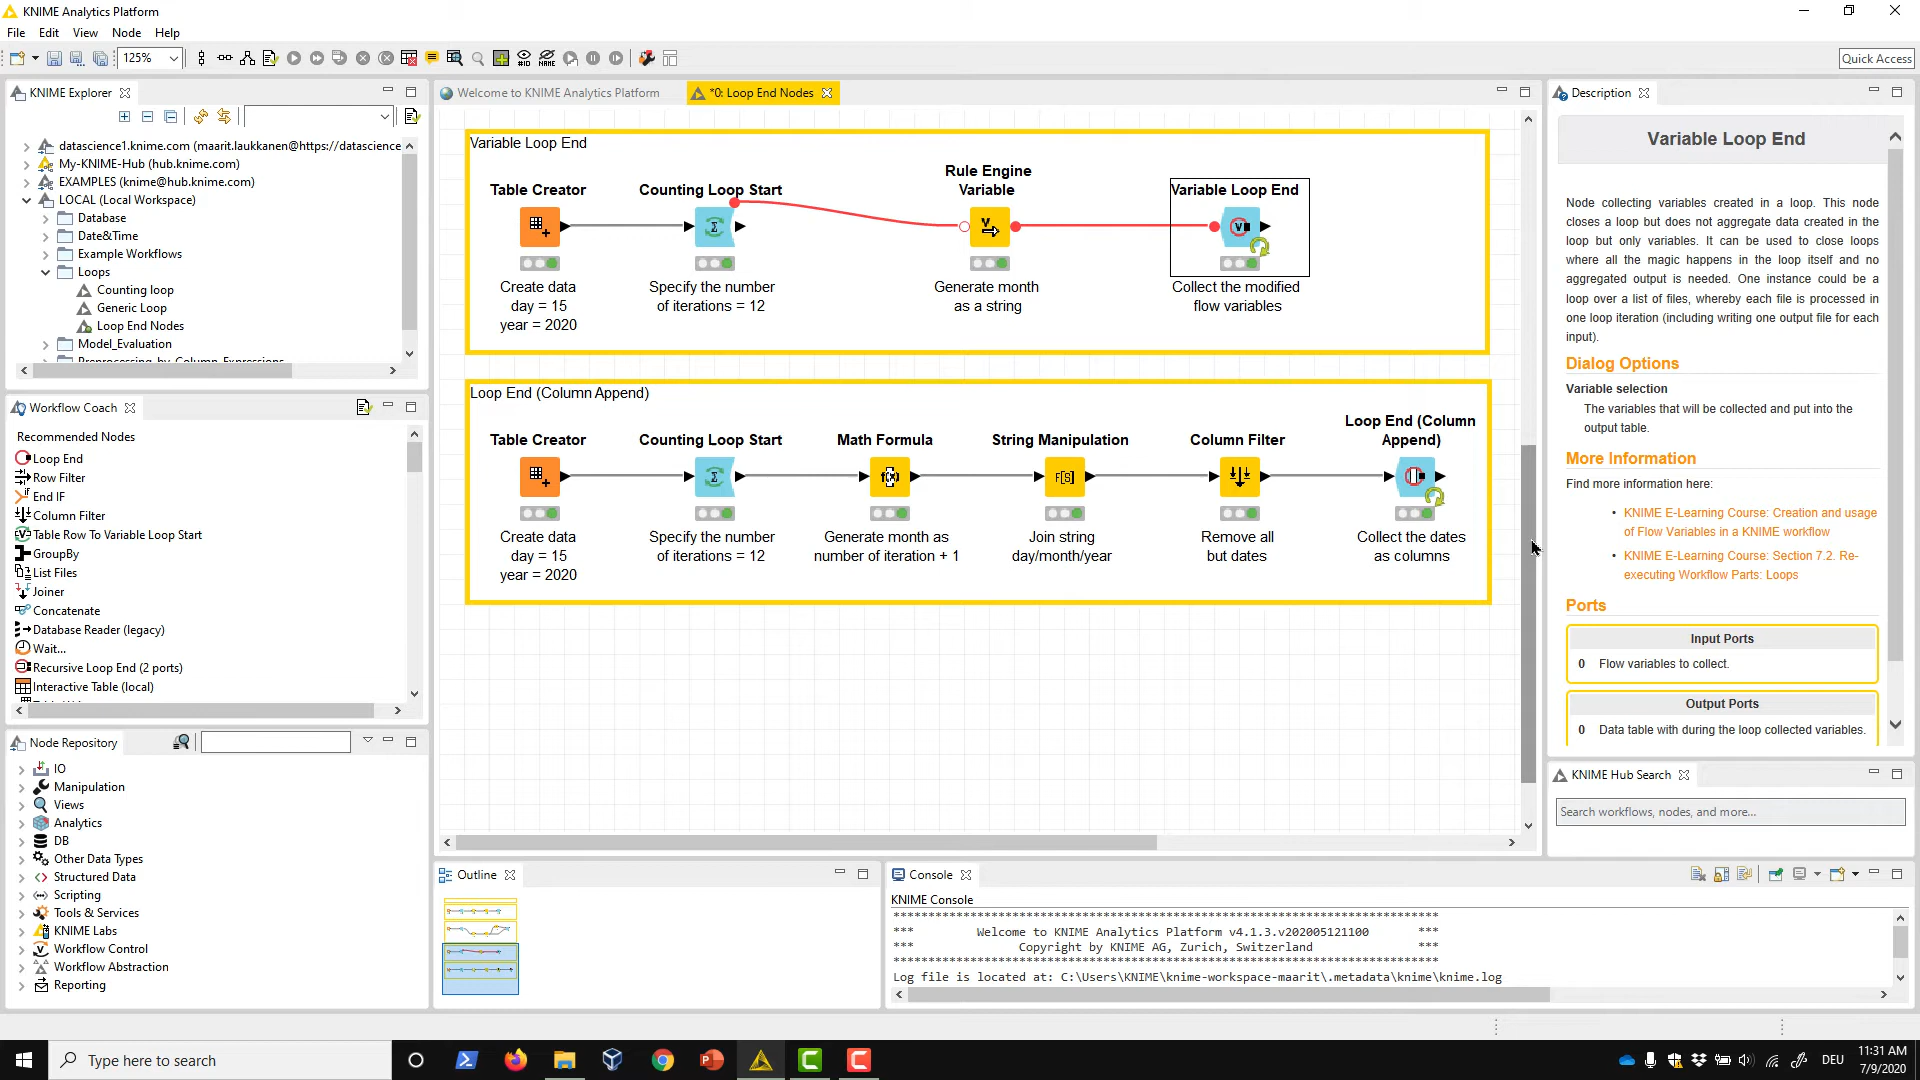 KNIME Analytics Platform
File Edit View Node Help
125%
Quick Access
KNIME Explorer
datascience1.knime.com (maarit.laukkanen@https://datascience
My-KNIME-Hub (hub.knime.com)
EXAMPLES (knime@hub.knime.com)
LOCAL (Local Workspace)
Database
Date&Time
Example Workflows
Loops
Counting loop
Generic Loop
Loop End Nodes
Model_Evaluation
Preprocessing_by_Column_Expressions
Workflow Coach
Recommended Nodes
Loop End
Row Filter
End IF
Column Filter
Table Row To Variable Loop Start
GroupBy
List Files
Joiner
Concatenate
Database Reader (legacy)
Wait...
Recursive Loop End (2 ports)
Interactive Table (local)
Node Repository
IO
Manipulation
Views
Analytics
DB
Other Data Types
Structured Data
Scripting
Tools & Services
KNIME Labs
Workflow Control
Workflow Abstraction
Reporting
Welcome to KNIME Analytics Platform
*0: Loop End Nodes
Variable Loop End
Table Creator
Counting Loop Start
Rule Engine
Variable
Variable Loop End
Create data
day = 15
year = 2020
Specify the number
of iterations = 12
Generate month
as a string
Collect the modified
flow variables
Loop End (Column Append)
Table Creator
Counting Loop Start
Math Formula
String Manipulation
Column Filter
Loop End (Column
Append)
Create data
day = 15
year = 2020
Specify the number
of iterations = 12
Generate month as
number of iteration + 1
Join string
day/month/year
Remove all
but dates
Collect the dates
as columns
Outline
Console
KNIME Console
*******************************************************************************
*** Welcome to KNIME Analytics Platform v4.1.3.v202005121100 ***
*** Copyright by KNIME AG, Zurich, Switzerland ***
*******************************************************************************
Log file is located at: C:\Users\KNIME\knime-workspace-maarit\.metadata\knime\knime.log
Description
Variable Loop End
Node collecting variables created in a loop. This node
closes a loop but does not aggregate data created in the
loop but only variables. It can be used to close loops
where all the magic happens in the loop itself and no
aggregated output is needed. One instance could be a
loop over a list of files, whereby each file is processed in
one loop iteration (including writing one output file for each
input).
Dialog Options
Variable selection
The variables that will be collected and put into the
output table.
More Information
Find more information here:
• KNIME E-Learning Course: Creation and usage
of Flow Variables in a KNIME workflow
• KNIME E-Learning Course: Section 7.2. Re-
executing Workflow Parts: Loops
Ports
Input Ports
0 Flow variables to collect.
Output Ports
0 Data table with during the loop collected variables.
KNIME Hub Search
Search workflows, nodes, and more...
Type here to search
DEU
11:31 AM
7/9/2020